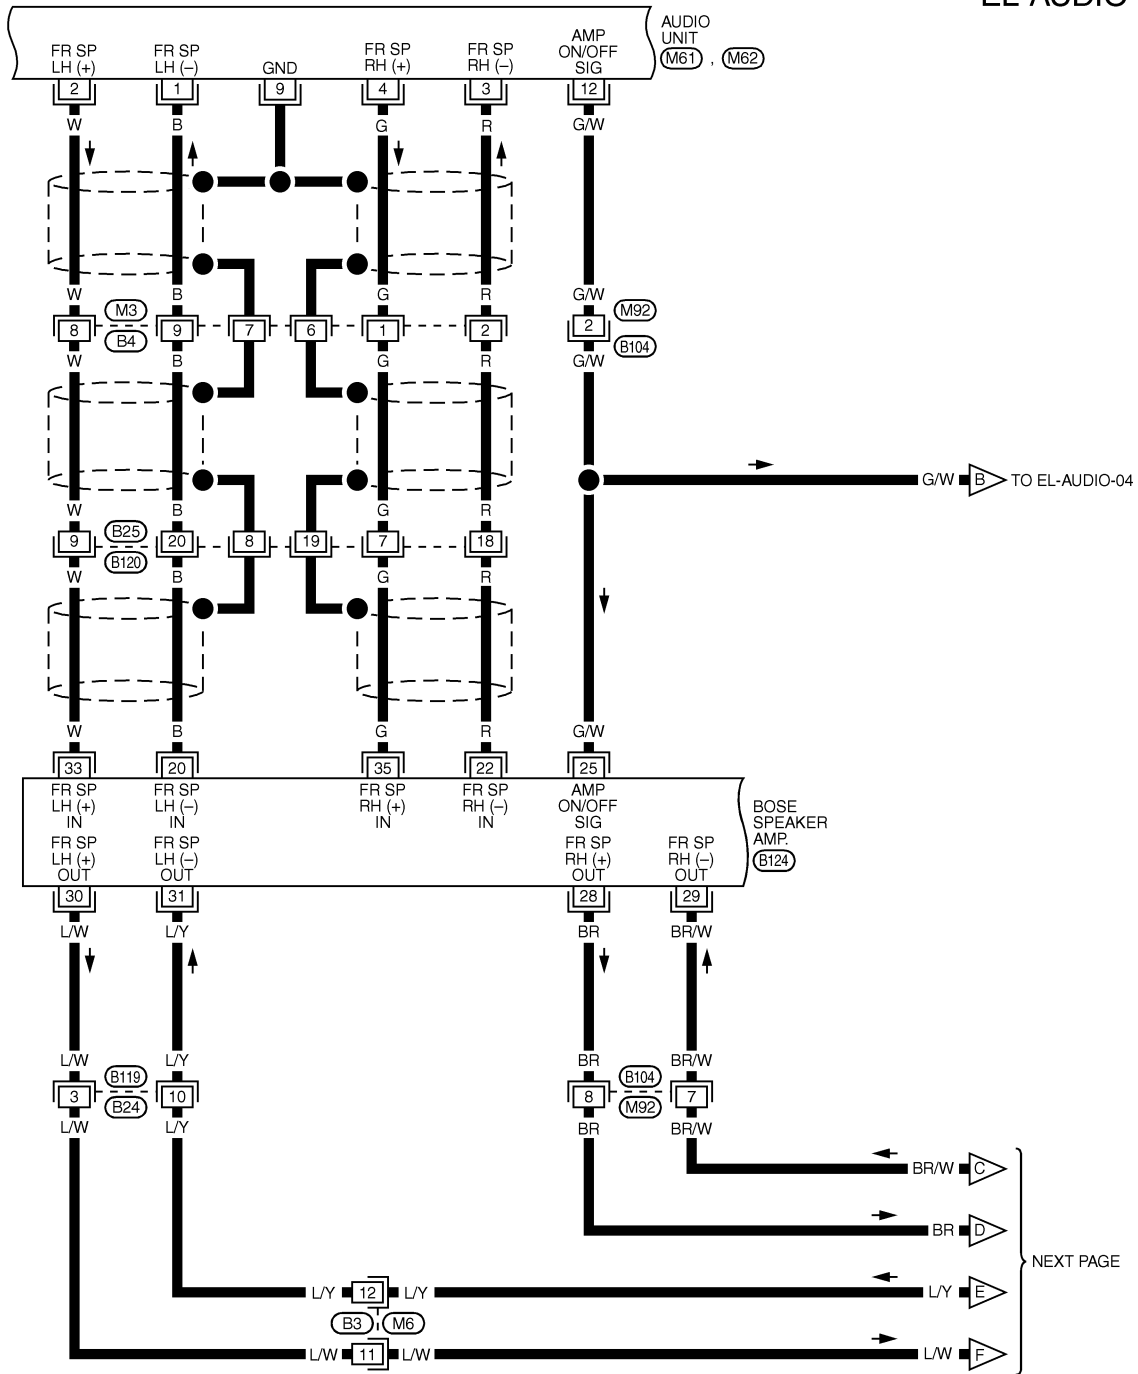 EL-AUDIO
AUDIO
UNIT
M61 , M62
FR SP
LH (+)
FR SP
LH (–)
GND
FR SP
RH (+)
FR SP
RH (–)
AMP
ON/OFF
SIG
2 1 9 4 3 12
W B G R G/W
W B G R G/W
M3 M92
8 9 7 6 1 2 2
B4 B104
W B G R G/W
G/W B TO EL-AUDIO-04
W B G R
B25
9 20 8 19 7 18
B120
W B G R
W B G R G/W
33 20 35 22 25
FR SP
LH (+)
IN
FR SP
LH (–)
IN
FR SP
RH (+)
IN
FR SP
RH (–)
IN
AMP
ON/OFF
SIG
BOSE
SPEAKER
AMP.
B124
FR SP
LH (+)
OUT
FR SP
LH (–)
OUT
FR SP
RH (+)
OUT
FR SP
RH (–)
OUT
30 31 28 29
L/W L/Y BR BR/W
L/W L/Y BR BR/W
B119 B104
3 10 8 7
B24 M92
L/W L/Y BR BR/W
BR/W C
BR D
NEXT PAGE
L/Y 12 L/Y L/Y E
B3 M6
L/W 11 L/W L/W F